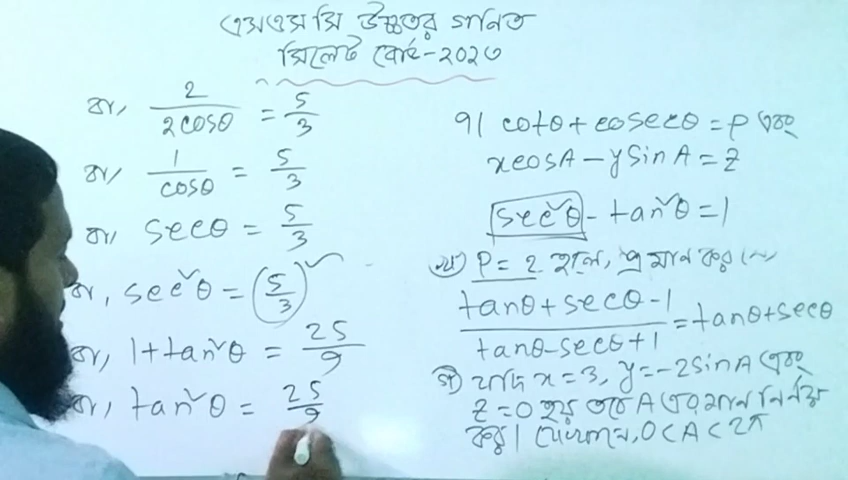 এসএসসি উচ্চতর গনিত
সিলেট বোর্ড-২০২৩
বা, 2/2cosθ = 5/3
বা, 1/cosθ = 5/3
বা, secθ = 5/3
বা, sec²θ = (5/3)²
বা, 1+tan²θ = 25/9
বা, tan²θ = 25/9
৭। cotθ+cosecθ=P এবং
xcosA-ysinA=Z
sec²θ-tan²θ=1
P=2 হলে, প্রমান কর।
(tanθ+secθ-1)/(tanθ-secθ+1)=tanθ+secθ
যদি x=3, y=-2sinA এবং
Z=0 হয় তবে A এর মান নির্নয়
কর। যেখানে, 0<A<2π